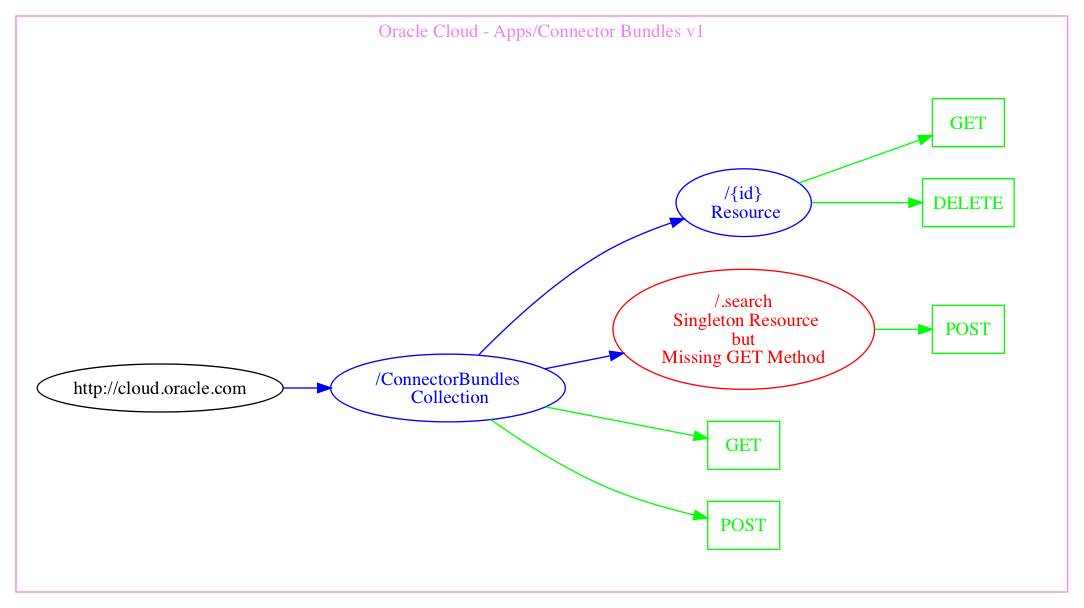 Oracle Cloud - Apps/Connector Bundles v1
GET
/{id}
Resource
DELETE
/.search
Singleton Resource
but
Missing GET Method
POST
http://cloud.oracle.com
/ConnectorBundles
Collection
GET
POST